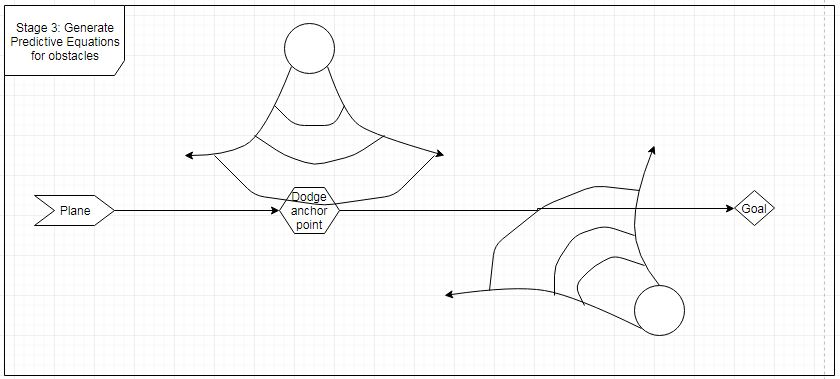 Stage 3: Generate
Predictive Equations
for obstacles
Plane
Dodge
anchor
point
Goal